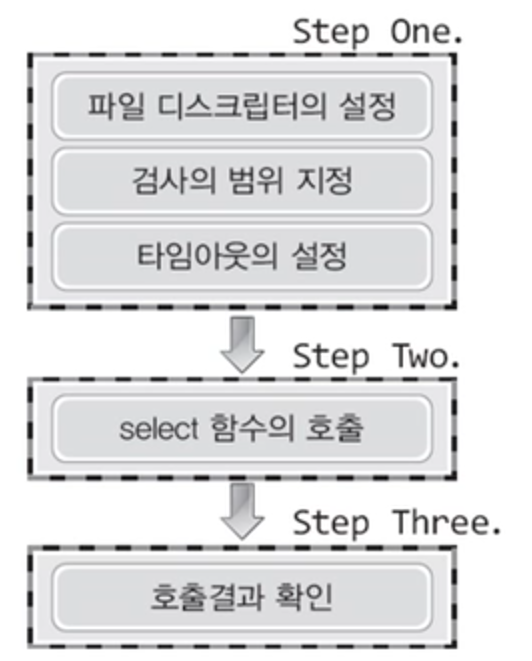 Step One.
파일 디스크립터의 설정
검사의 범위 지정
타임아웃의 설정
Step Two.
select 함수의 호출
Step Three.
호출결과 확인